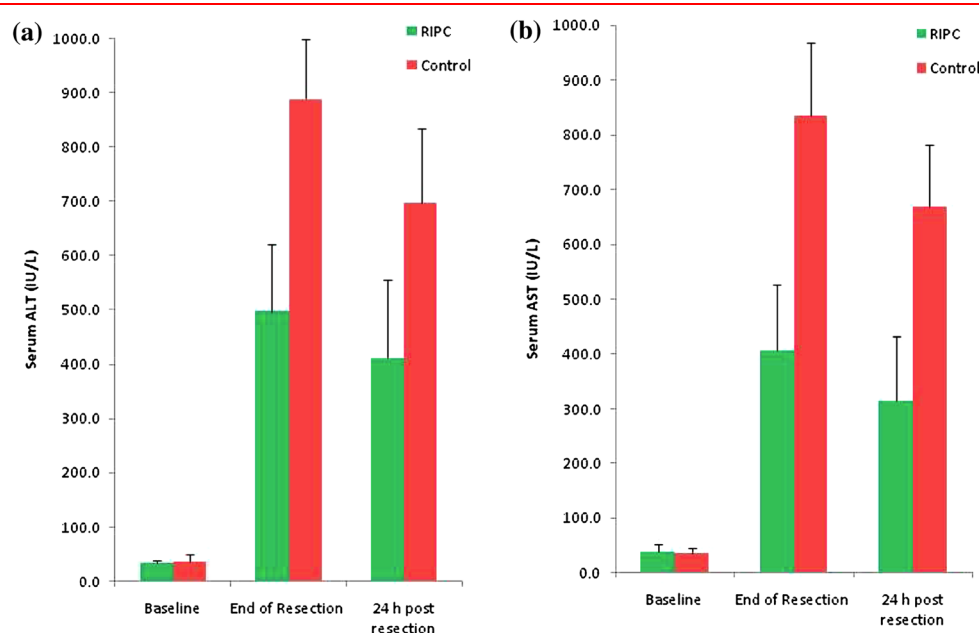 (a)
RIPC
Control
1000.0
900.0
800.0
700.0
600.0
500.0
400.0
300.0
200.0
100.0
0.0
Serum ALT (IU/L)
Baseline
End of Resection
24 h post
resection
(b)
RIPC
Control
1000.0
900.0
800.0
700.0
600.0
500.0
400.0
300.0
200.0
100.0
0.0
Serum AST (IU/L)
Baseline
End of Resection
24 h post
resection